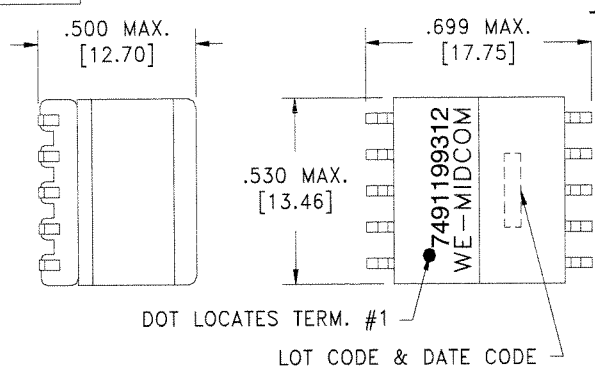 .500 MAX.
[12.70]
.699 MAX.
[17.75]
.530 MAX.
[13.46]
7491199312
WE-MIDCOM
DOT LOCATES TERM. #1
LOT CODE & DATE CODE